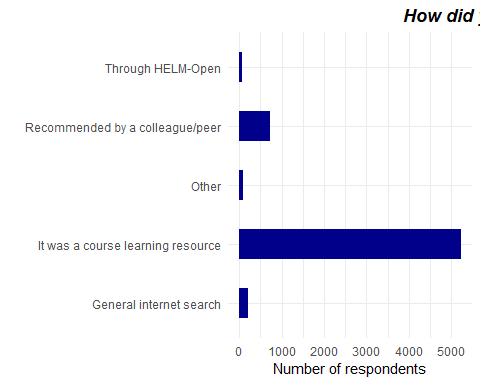 How did
Through HELM-Open
Recommended by a colleague/peer
Other
It was a course learning resource
General internet search
0 1000 2000 3000 4000 5000
Number of respondents